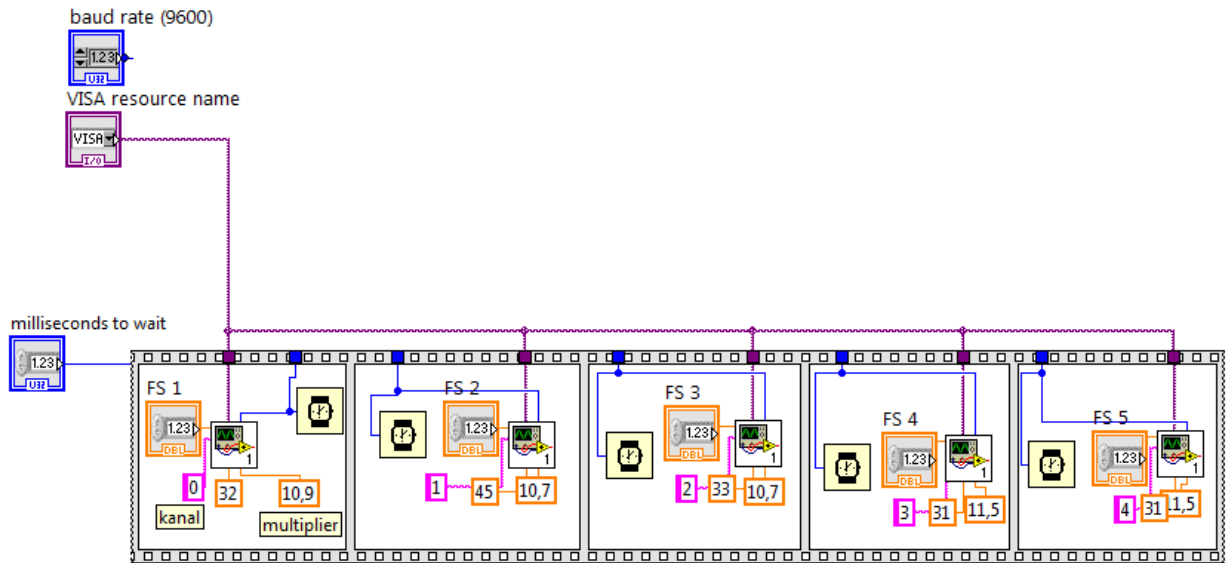 baud rate (9600)
1.23
U32
VISA resource name
VISA
I/O
milliseconds to wait
1.23
U32
FS 1
1.23
DBL
1
0
32
10,9
kanal
multiplier
FS 2
1.23
DBL
1
1
45
10,7
FS 3
1.23
DBL
1
2
33
10,7
FS 4
1.23
DBL
1
3
31
11,5
FS 5
1.23
DBL
1
4
31
11,5